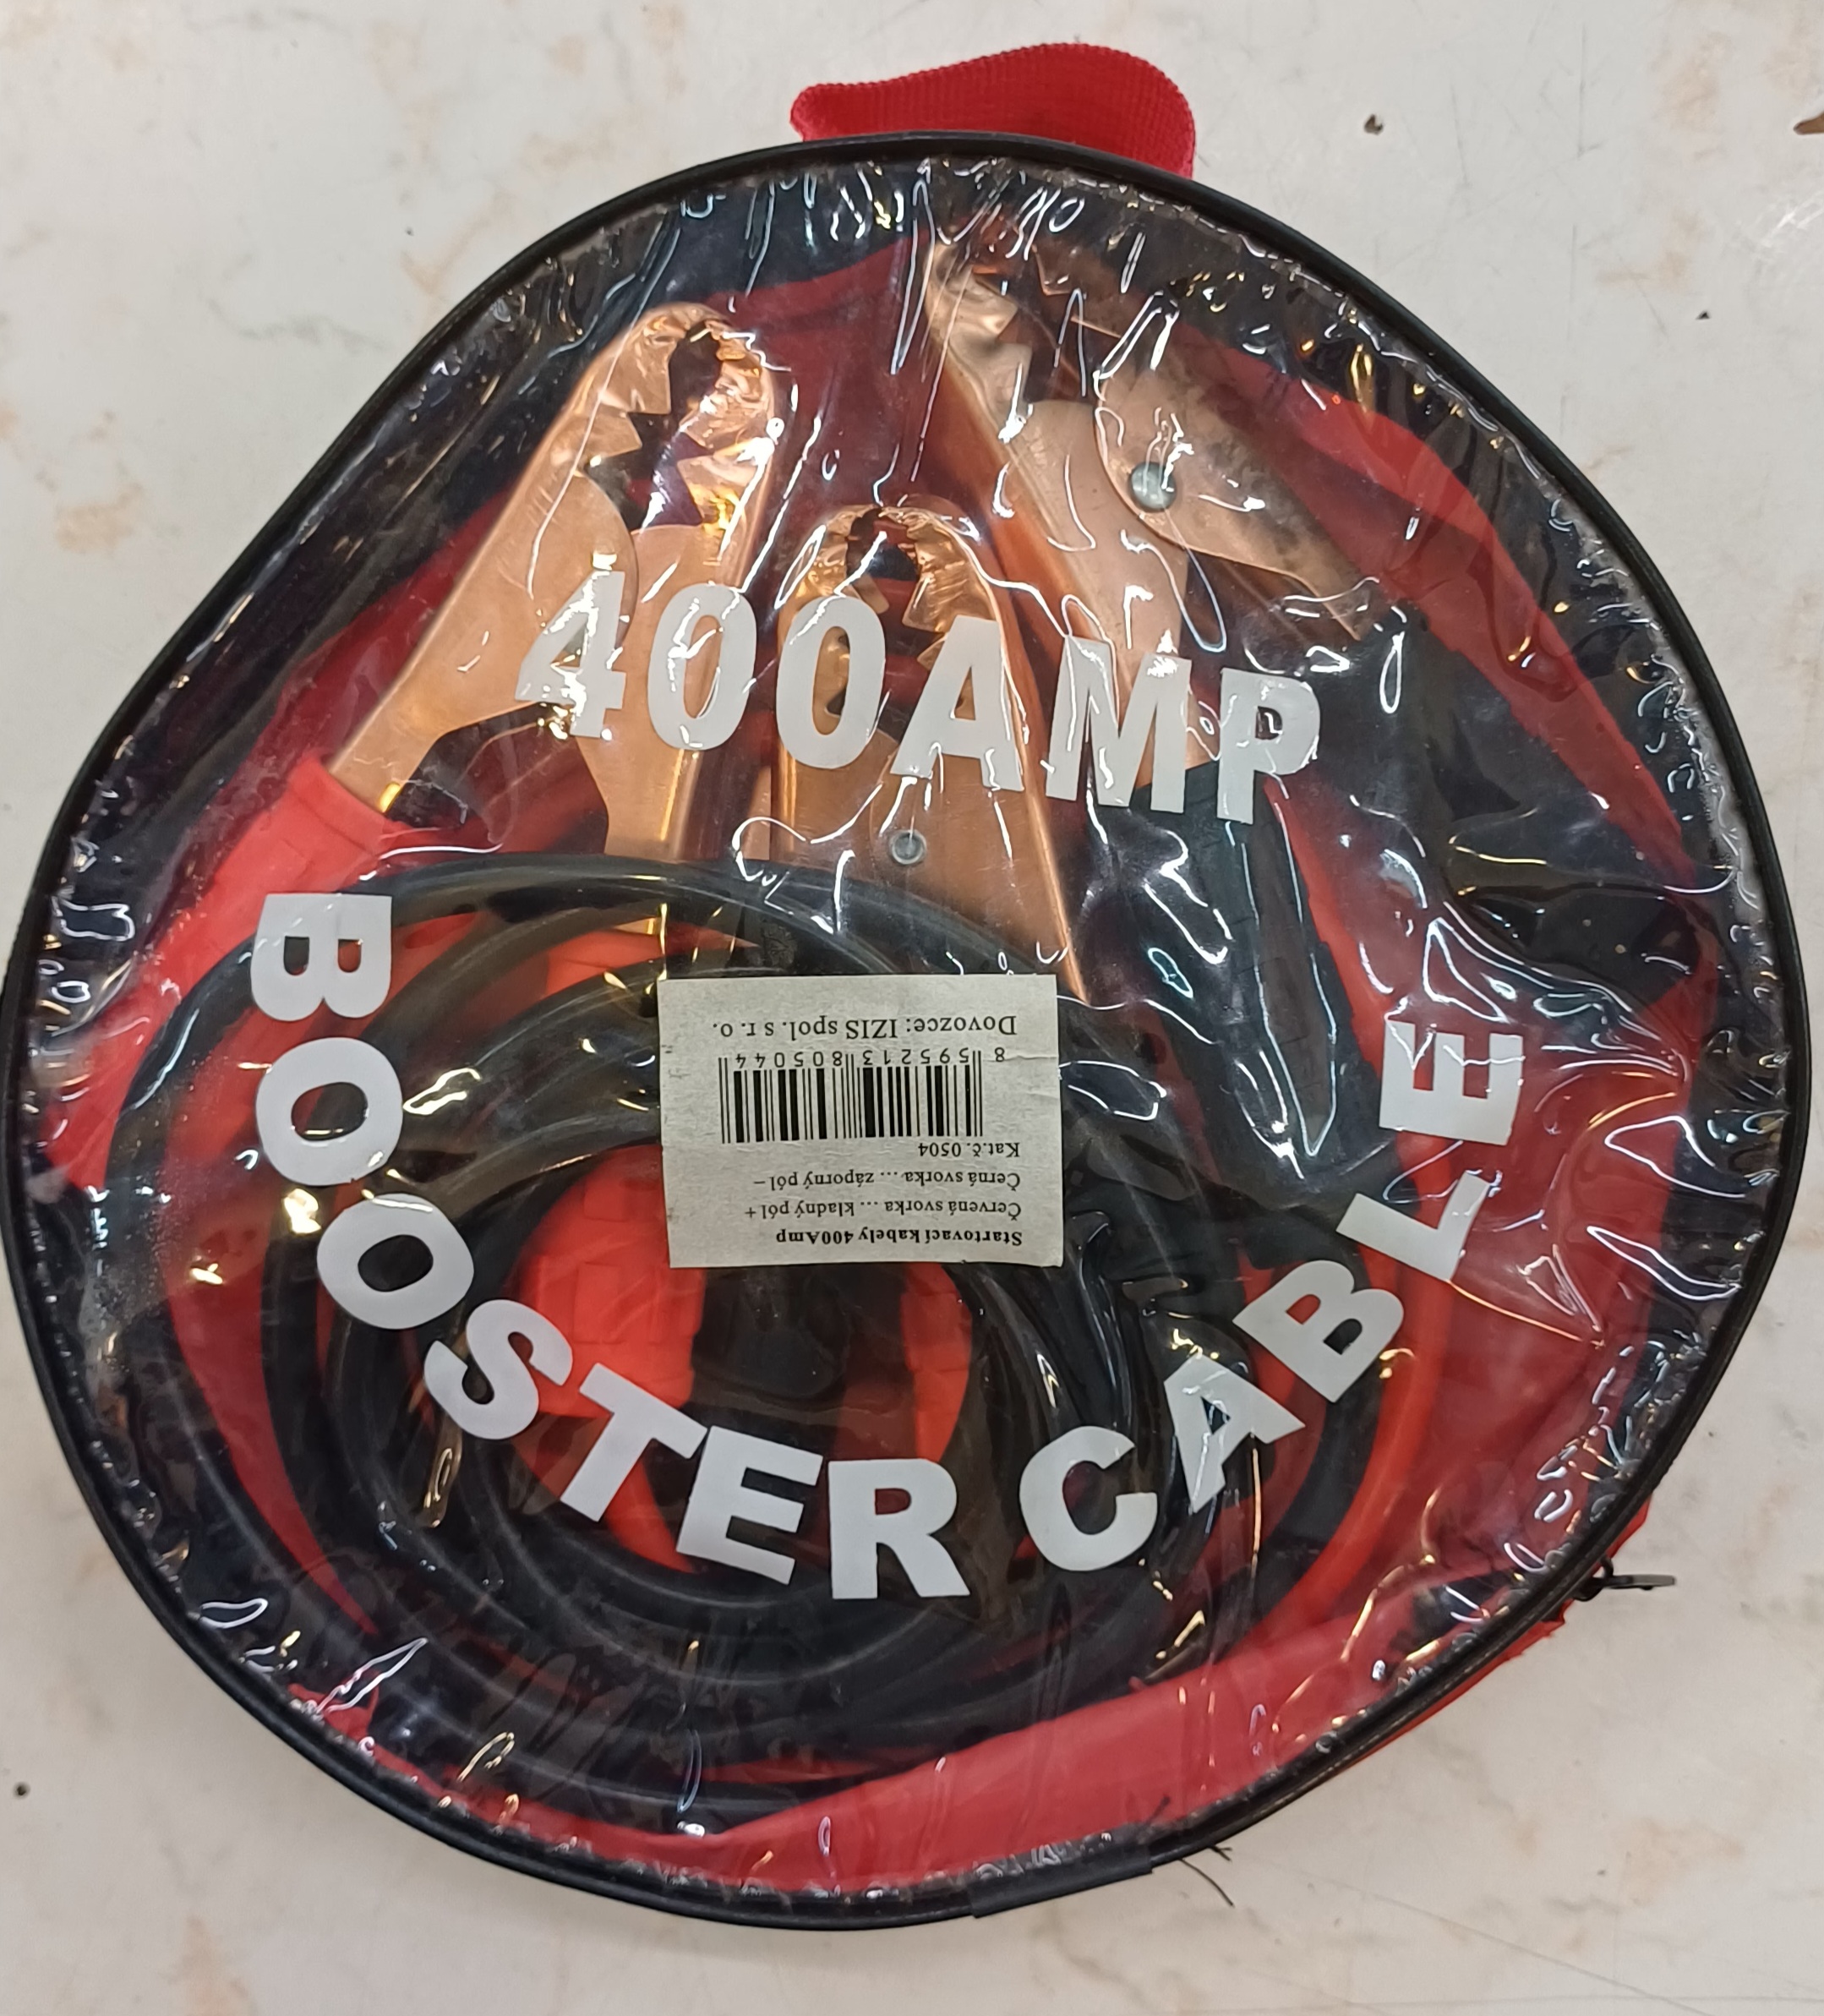 400AMP
BOOSTER CABLE
Startovací kabely 400Amp
Červená svorka ... kladný pól +
Černá svorka ... záporný pól –
Kat.č. 0504
8 595213 805044
Dovozce: IZIS spol. s r. o.